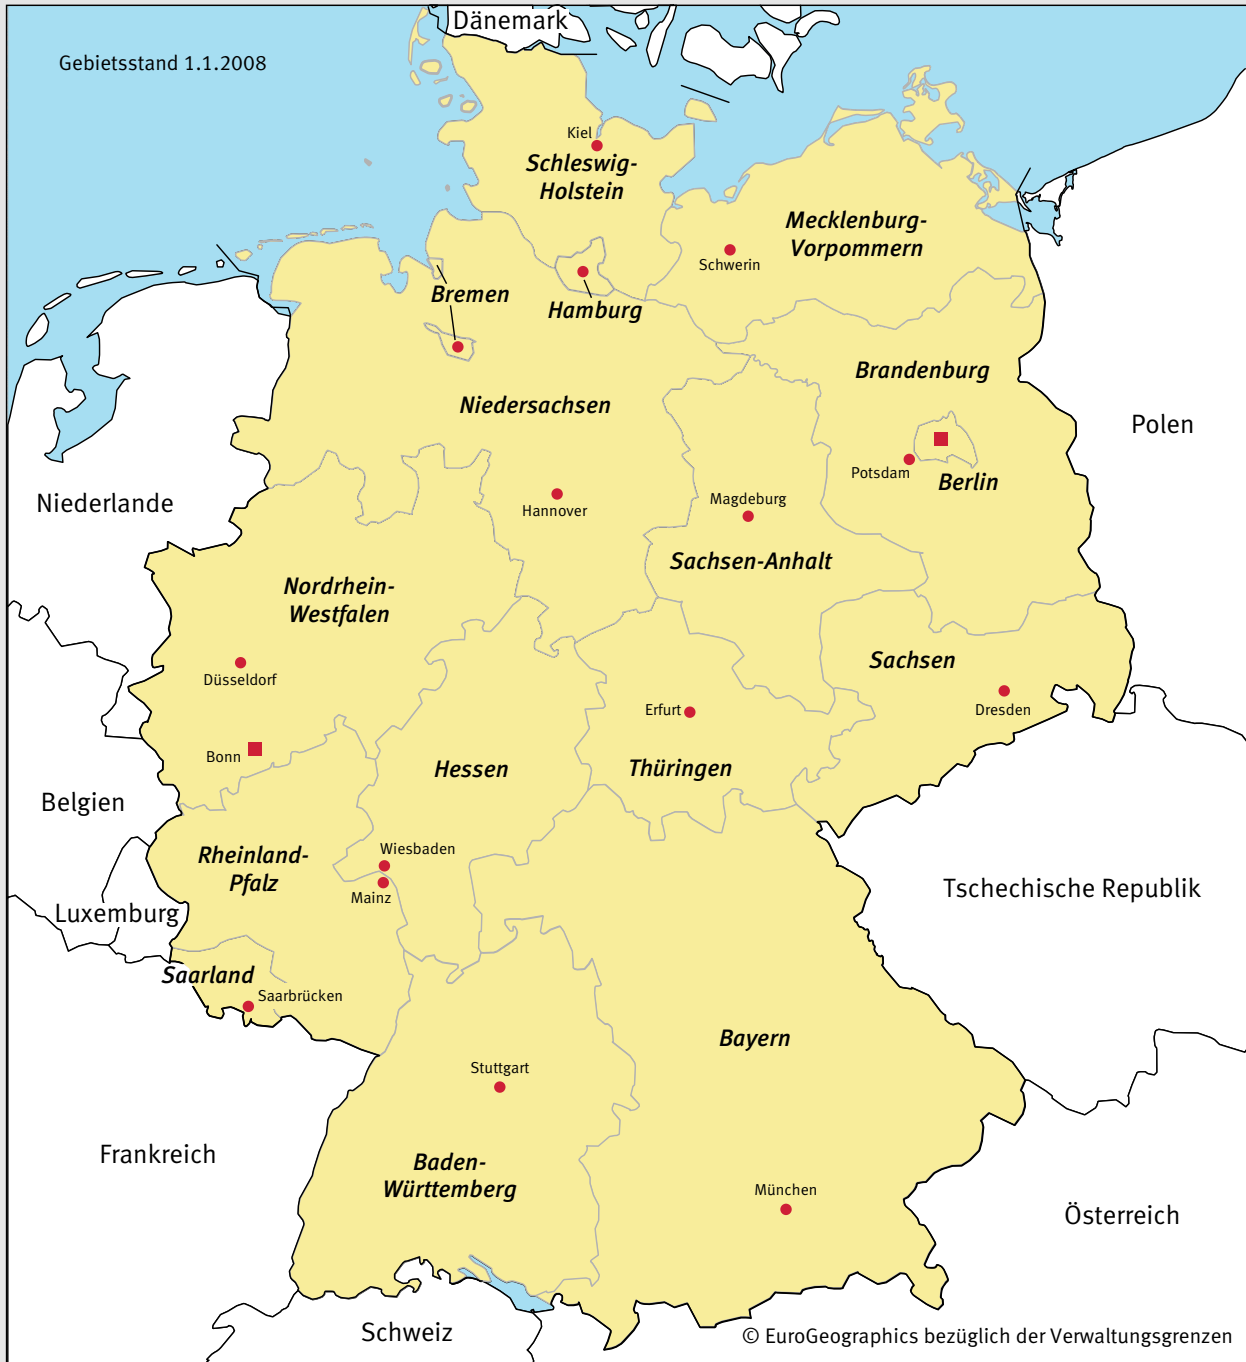 Dänemark
Gebietsstand 1.1.2008
Kiel
Schleswig-
Holstein
Mecklenburg-
Vorpommern
Schwerin
Bremen
Hamburg
Brandenburg
Niedersachsen
Polen
Potsdam
Berlin
Niederlande
Hannover
Magdeburg
Sachsen-Anhalt
Nordrhein-
Westfalen
Sachsen
Düsseldorf
Erfurt
Dresden
Bonn
Hessen
Thüringen
Belgien
Wiesbaden
Rheinland-
Pfalz
Mainz
Tschechische Republik
Luxemburg
Saarland
Saarbrücken
Bayern
Stuttgart
Frankreich
Baden-
Württemberg
München
Österreich
Schweiz
© EuroGeographics bezüglich der Verwaltungsgrenzen